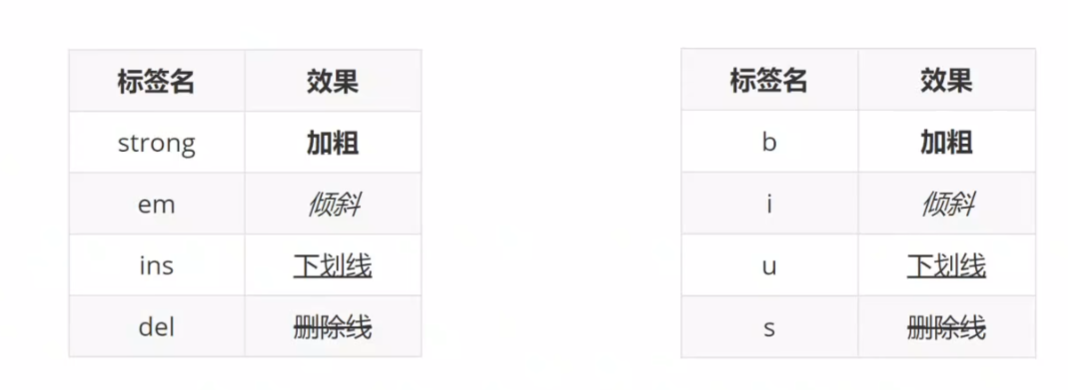 标签名 效果
strong 加粗
em 倾斜
ins 下划线
del 删除线
标签名 效果
b 加粗
i 倾斜
u 下划线
s 删除线